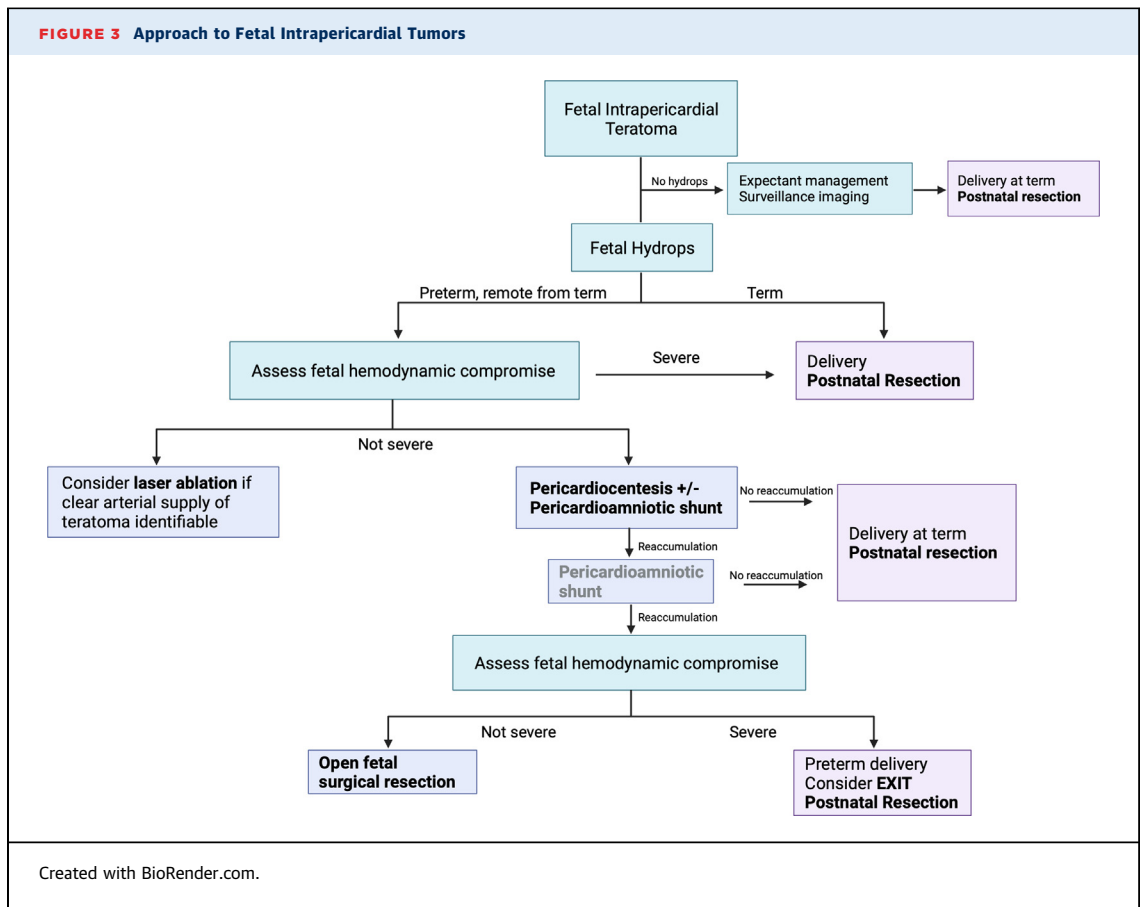 FIGURE 3 Approach to Fetal Intrapericardial Tumors
Fetal Intrapericardial
Teratoma
No hydrops
Expectant management
Surveillance imaging
Delivery at term
Postnatal resection
Fetal Hydrops
Preterm, remote from term
Term
Assess fetal hemodynamic compromise
Severe
Delivery
Postnatal Resection
Not severe
Consider laser ablation if
clear arterial supply of
teratoma identifiable
Pericardiocentesis +/-
Pericardioamniotic shunt
No reaccumulation
Delivery at term
Postnatal resection
Reaccumulation
Pericardioamniotic
shunt
No reaccumulation
Reaccumulation
Assess fetal hemodynamic compromise
Not severe
Severe
Open fetal
surgical resection
Preterm delivery
Consider EXIT
Postnatal Resection
Created with BioRender.com.